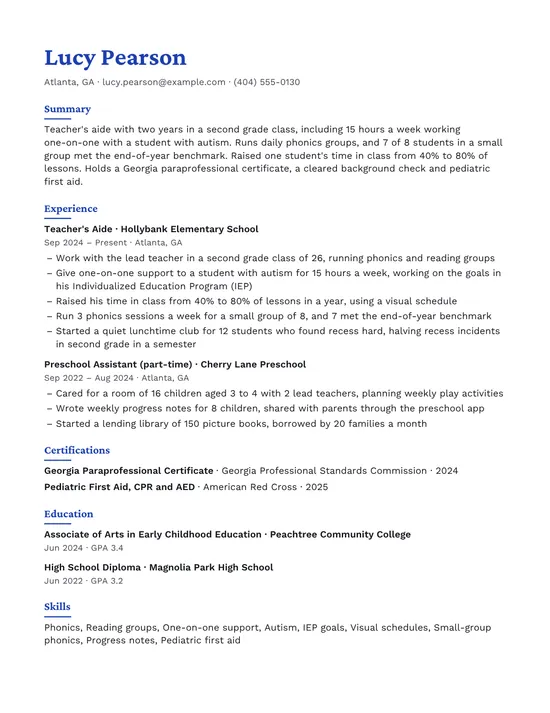 Lucy Pearson
Atlanta, GA · lucy.pearson@example.com · (404) 555-0130
Summary
Teacher's aide with two years in a second grade class, including 15 hours a week working
one-on-one with a student with autism. Runs daily phonics groups, and 7 of 8 students in a small
group met the end-of-year benchmark. Raised one student's time in class from 40% to 80% of
lessons. Holds a Georgia paraprofessional certificate, a cleared background check and pediatric
first aid.
Experience
Teacher's Aide · Hollybank Elementary School
Sep 2024 – Present · Atlanta, GA
– Work with the lead teacher in a second grade class of 26, running phonics and reading groups
– Give one-on-one support to a student with autism for 15 hours a week, working on the goals in
his Individualized Education Program (IEP)
– Raised his time in class from 40% to 80% of lessons in a year, using a visual schedule
– Run 3 phonics sessions a week for a small group of 8, and 7 met the end-of-year benchmark
– Started a quiet lunchtime club for 12 students who found recess hard, halving recess incidents
in second grade in a semester
Preschool Assistant (part-time) · Cherry Lane Preschool
Sep 2022 – Aug 2024 · Atlanta, GA
– Cared for a room of 16 children aged 3 to 4 with 2 lead teachers, planning weekly play activities
– Wrote weekly progress notes for 8 children, shared with parents through the preschool app
– Started a lending library of 150 picture books, borrowed by 20 families a month
Certifications
Georgia Paraprofessional Certificate · Georgia Professional Standards Commission · 2024
Pediatric First Aid, CPR and AED · American Red Cross · 2025
Education
Associate of Arts in Early Childhood Education · Peachtree Community College
Jun 2024 · GPA 3.4
High School Diploma · Magnolia Park High School
Jun 2022 · GPA 3.2
Skills
Phonics, Reading groups, One-on-one support, Autism, IEP goals, Visual schedules, Small-group
phonics, Progress notes, Pediatric first aid